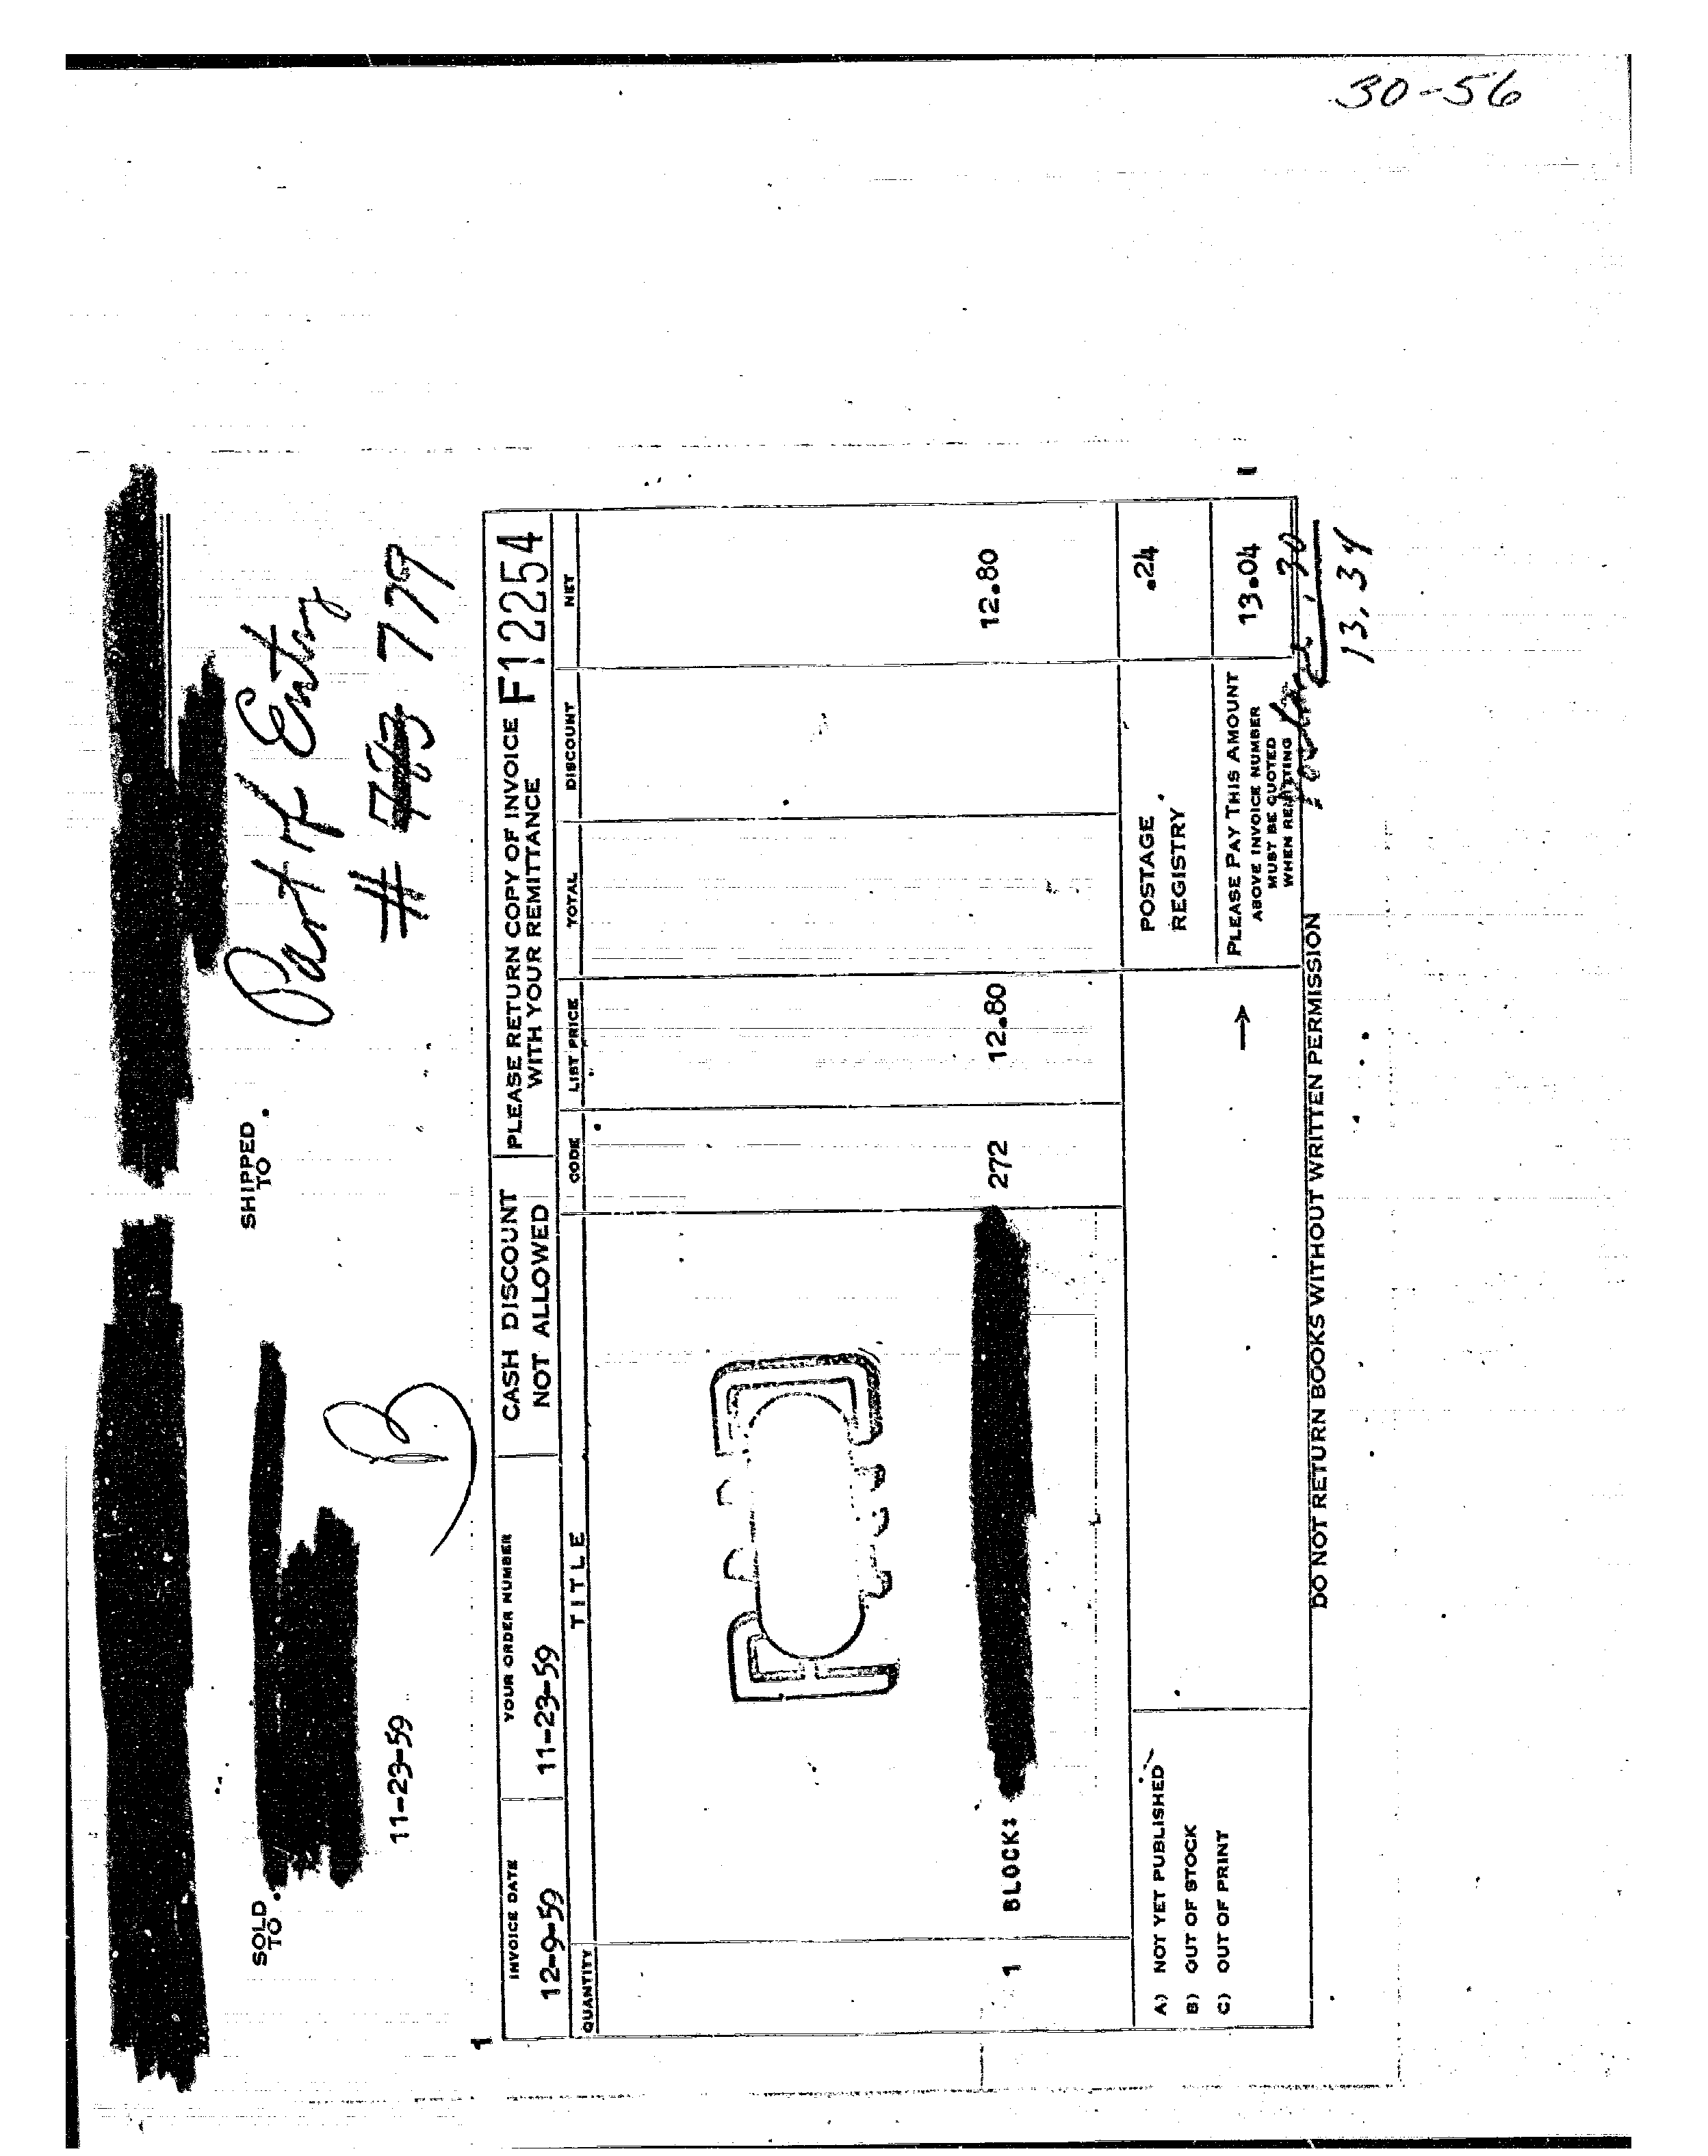 30-56
SHIPPED
TO
Part of Entry
# 773 779
SOLD
TO
11-23-59
B
1
INVOICE DATE
12-9-59
YOUR ORDER NUMBER
11-23-59
CASH DISCOUNT
NOT ALLOWED
PLEASE RETURN COPY OF INVOICE
WITH YOUR REMITTANCE
F12254
QUANTITY TITLE CODE LIST PRICE TOTAL DISCOUNT NET
1 BLOCK: 272 12.80 12.80
A) NOT YET PUBLISHED
B) OUT OF STOCK
C) OUT OF PRINT
POSTAGE
REGISTRY
.24
→ PLEASE PAY THIS AMOUNT 13.04
ABOVE INVOICE NUMBER
MUST BE QUOTED
WHEN REMITTING
.30
13.34
DO NOT RETURN BOOKS WITHOUT WRITTEN PERMISSION